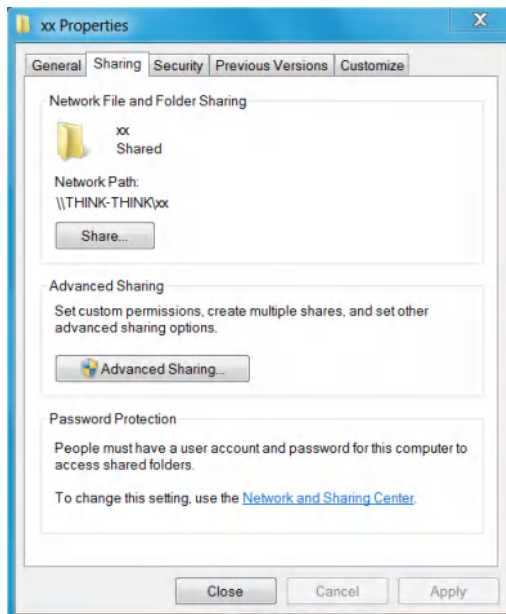 xx Properties
X
General Sharing Security Previous Versions Customize
Network File and Folder Sharing
xx
Shared
Network Path:
\\THINK-THINK\xx
Share...
Advanced Sharing
Set custom permissions, create multiple shares, and set other
advanced sharing options.
Advanced Sharing...
Password Protection
People must have a user account and password for this computer to
access shared folders.
To change this setting, use the Network and Sharing Center.
Close Cancel Apply